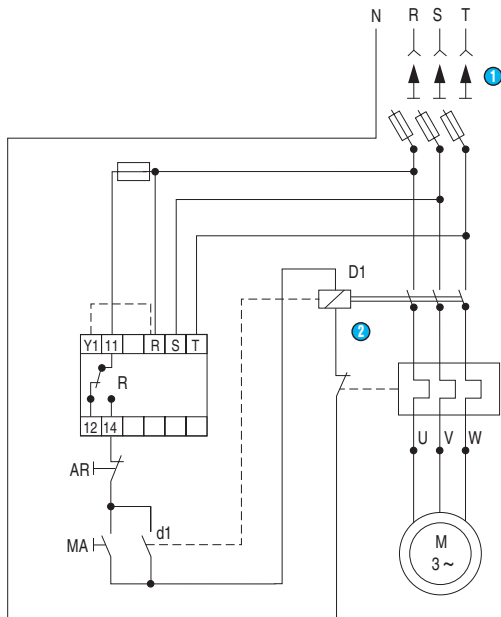 N R S T
1
D1
2
Y1 11 R S T
R
12 14
U V W
AR
MA d1
M
3 ~